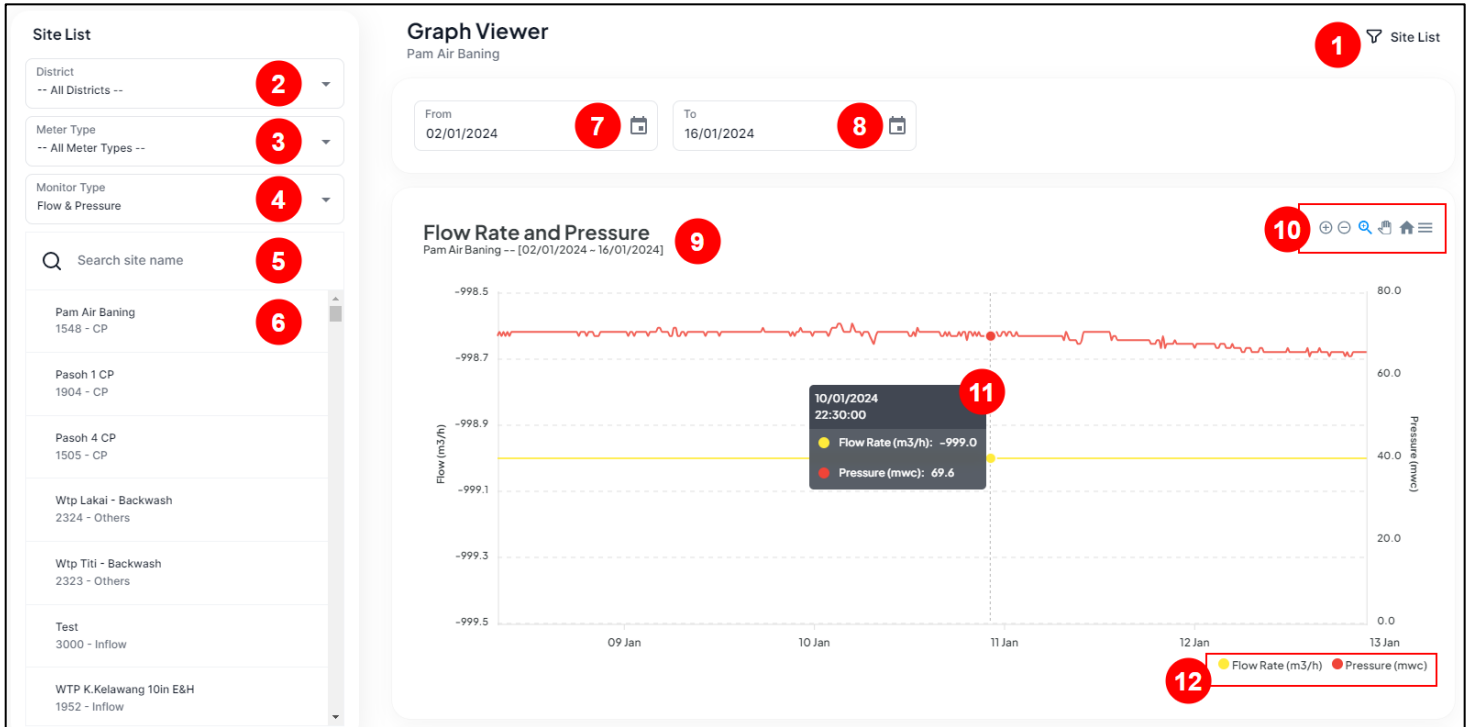 Site List
District
-- All Districts --
2
Meter Type
-- All Meter Types --
3
Monitor Type
Flow & Pressure
4
Search site name
5
Pam Air Baning
1548 - CP
6
Pasoh 1 CP
1904 - CP
Pasoh 4 CP
1505 - CP
Wtp Lakai - Backwash
2324 - Others
Wtp Titi - Backwash
2323 - Others
Test
3000 - Inflow
WTP K.Kelawang 10in E&H
1952 - Inflow
Graph Viewer
Pam Air Baning
1
Site List
From
02/01/2024
7
To
16/01/2024
8
Flow Rate and Pressure
Pam Air Baning -- [02/01/2024 ~ 16/01/2024]
9
10
-998.5
-998.7
-998.9
-999.1
-999.3
-999.5
Flow (m3/h)
80.0
60.0
40.0
20.0
0.0
Pressure (mwc)
10/01/2024
22:30:00
11
Flow Rate (m3/h): -999.0
Pressure (mwc): 69.6
09 Jan
10 Jan
11 Jan
12 Jan
13 Jan
12
Flow Rate (m3/h) Pressure (mwc)